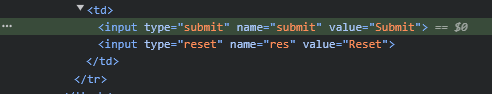 <td>
<input type="submit" name="submit" value="Submit"> == $0
<input type="reset" name="res" value="Reset">
</td>
</tr>